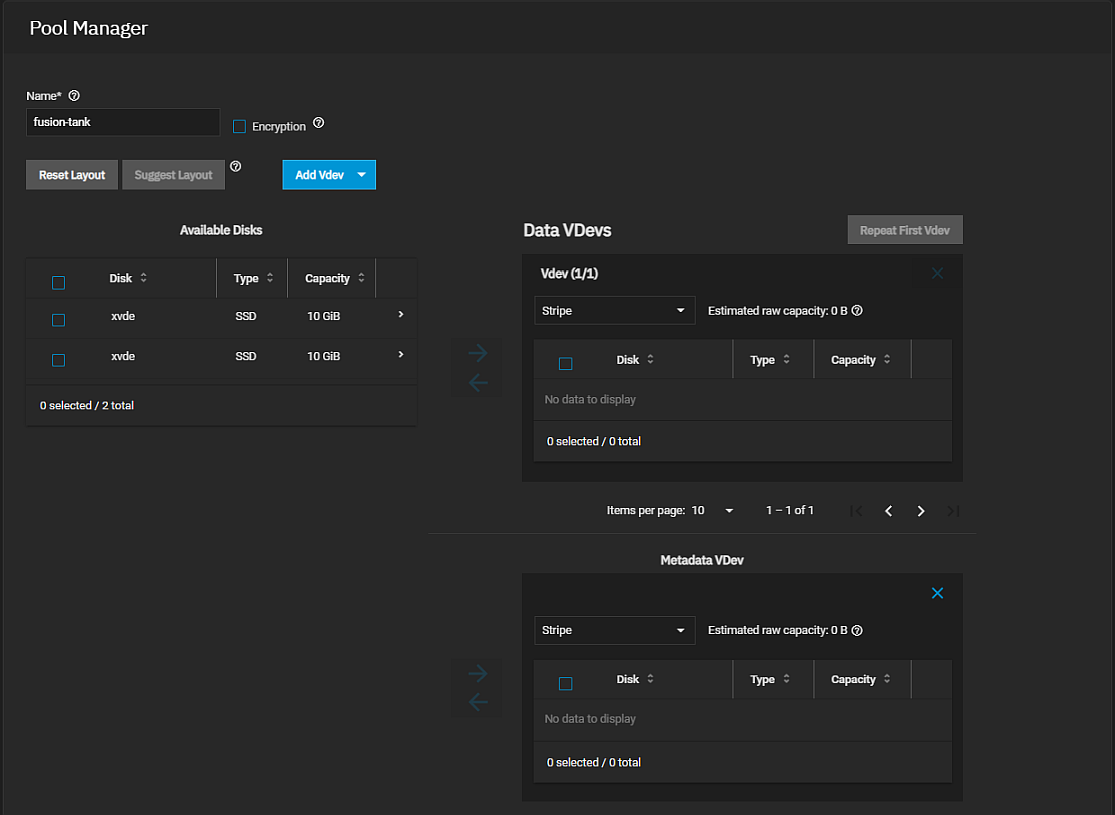 Pool Manager
Name*
fusion-tank
Encryption
Reset Layout
Suggest Layout
Add Vdev
Available Disks
Disk Type Capacity
xvde SSD 10 GiB
xvde SSD 10 GiB
0 selected / 2 total
Data VDevs
Repeat First Vdev
Vdev (1/1)
Stripe
Estimated raw capacity: 0 B
Disk Type Capacity
No data to display
0 selected / 0 total
Items per page: 10 1 – 1 of 1
Metadata VDev
Stripe
Estimated raw capacity: 0 B
Disk Type Capacity
No data to display
0 selected / 0 total